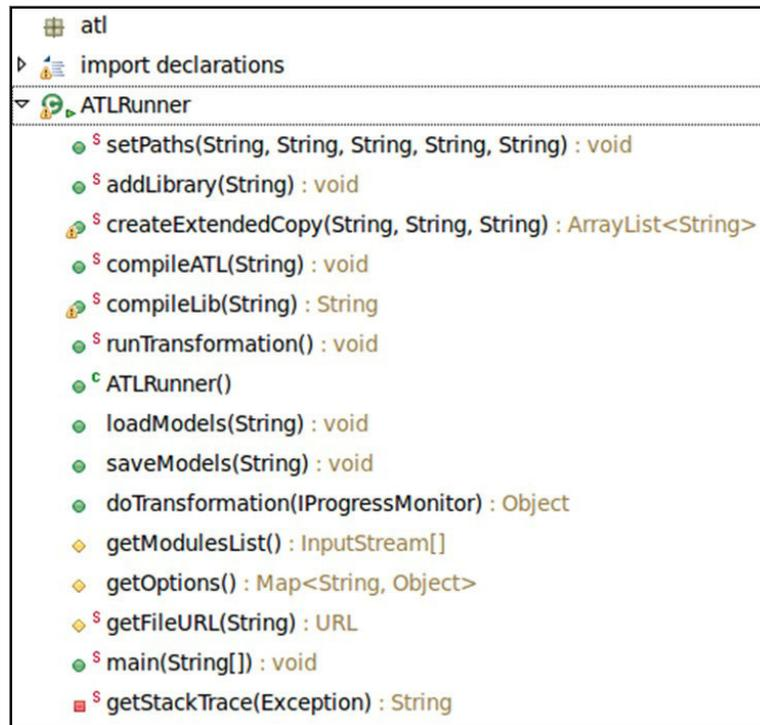 atl
import declarations
ATLRunner
S setPaths(String, String, String, String, String) : void
S addLibrary(String) : void
S createExtendedCopy(String, String, String) : ArrayList<String>
S compileATL(String) : void
S compileLib(String) : String
S runTransformation() : void
c ATLRunner()
loadModels(String) : void
saveModels(String) : void
doTransformation(IProgressMonitor) : Object
getModulesList() : InputStream[]
getOptions() : Map<String, Object>
S getFileURL(String) : URL
S main(String[]) : void
S getStackTrace(Exception) : String